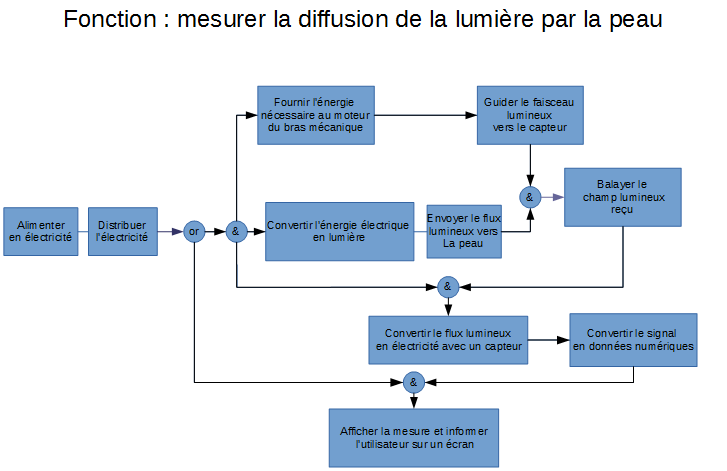 Fonction : mesurer la diffusion de la lumière par la peau
Fournir l'énergie
nécessaire au moteur
du bras mécanique
Guider le faisceau
lumineux
vers le capteur
Alimenter
en électricité
Distribuer
l'électricité
or
&
Convertir l'énergie électrique
en lumière
Envoyer le flux
lumineux vers
La peau
&
Balayer le
champ lumineux
reçu
&
Convertir le flux lumineux
en électricité avec un capteur
Convertir le signal
en données numériques
&
Afficher la mesure et informer
l'utilisateur sur un écran